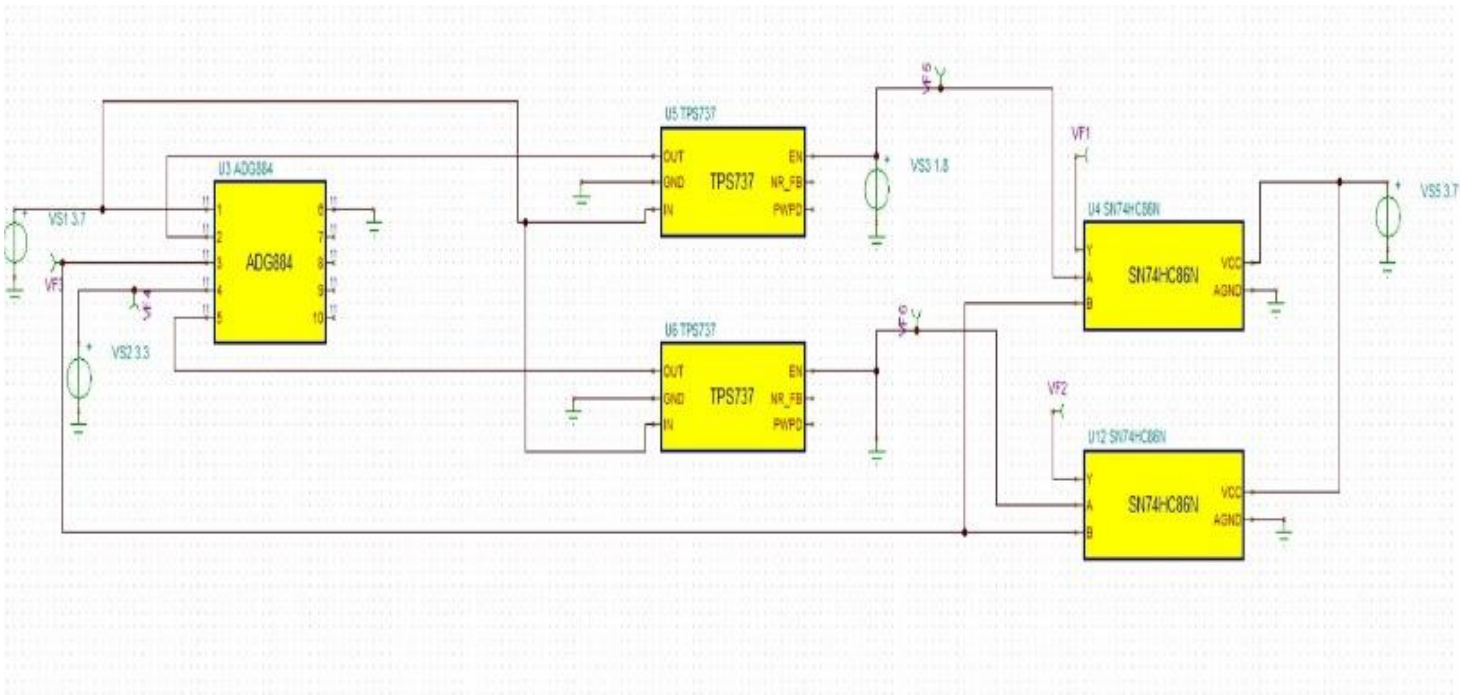 VF5
U5 TPS737
OUT
GND
IN
TPS737
EN
NR_FB
PWPD
VS3 1.8
VF1
U3 ADG884
1
2
3
4
5
ADG884
6
7
8
9
10
VS1 3.7
VF3
VF4
VS2 3.3
U4 SN74HC86N
Y
A
B
SN74HC86N
VCC
AGND
VS5 3.7
U6 TPS737
OUT
GND
IN
TPS737
EN
NR_FB
PWPD
VF6
VF2
U12 SN74HC86N
Y
A
B
SN74HC86N
VCC
AGND